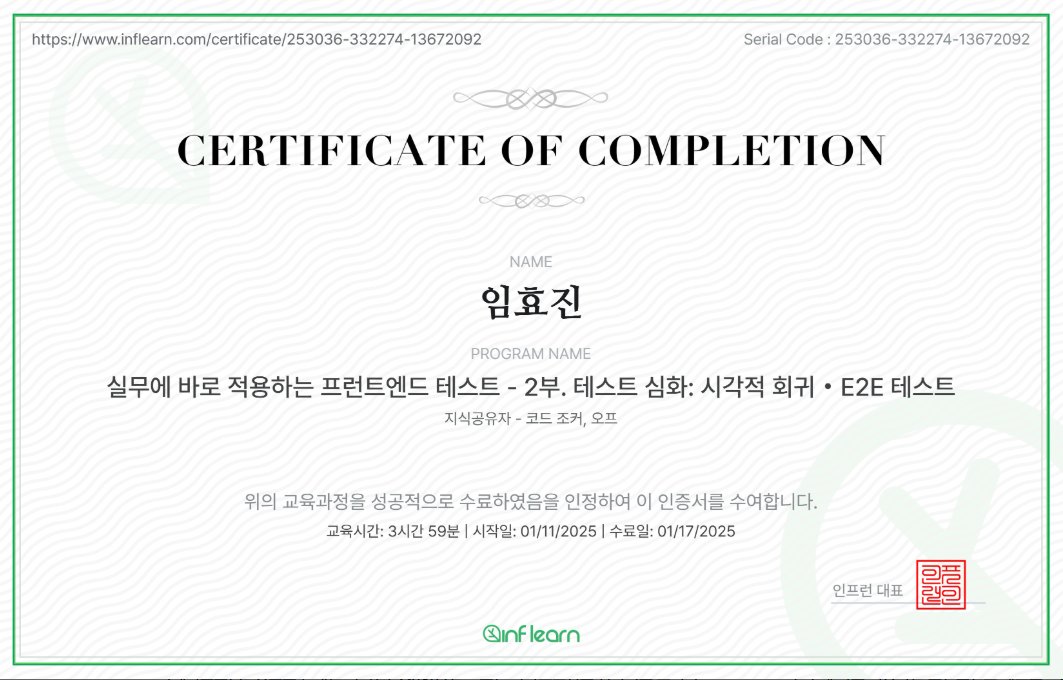 https://www.inflearn.com/certificate/253036-332274-13672092
Serial Code : 253036-332274-13672092
CERTIFICATE OF COMPLETION
NAME
임효진
PROGRAM NAME
실무에 바로 적용하는 프런트엔드 테스트 - 2부. 테스트 심화: 시각적 회귀 • E2E 테스트
지식공유자 - 코드 조커, 오프
위의 교육과정을 성공적으로 수료하였음을 인정하여 이 인증서를 수여합니다.
교육시간: 3시간 59분 | 시작일: 01/11/2025 | 수료일: 01/17/2025
인프런 대표
inflearn